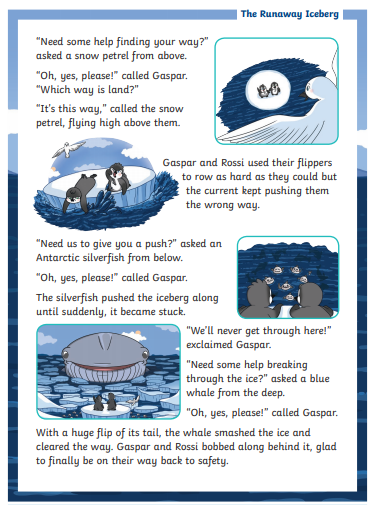 The Runaway Iceberg
“Need some help finding your way?”
asked a snow petrel from above.
“Oh, yes, please!” called Gaspar.
“Which way is land?”
“It’s this way,” called the snow
petrel, flying high above them.
Gaspar and Rossi used their flippers
to row as hard as they could but
the current kept pushing them
the wrong way.
“Need us to give you a push?” asked an
Antarctic silverfish from below.
“Oh, yes, please!” called Gaspar.
The silverfish pushed the iceberg along
until suddenly, it became stuck.
“We’ll never get through here!”
exclaimed Gaspar.
“Need some help breaking
through the ice?” asked a blue
whale from the deep.
“Oh, yes, please!” called Gaspar.
With a huge flip of its tail, the whale smashed the ice and
cleared the way. Gaspar and Rossi bobbed along behind it, glad
to finally be on their way back to safety.